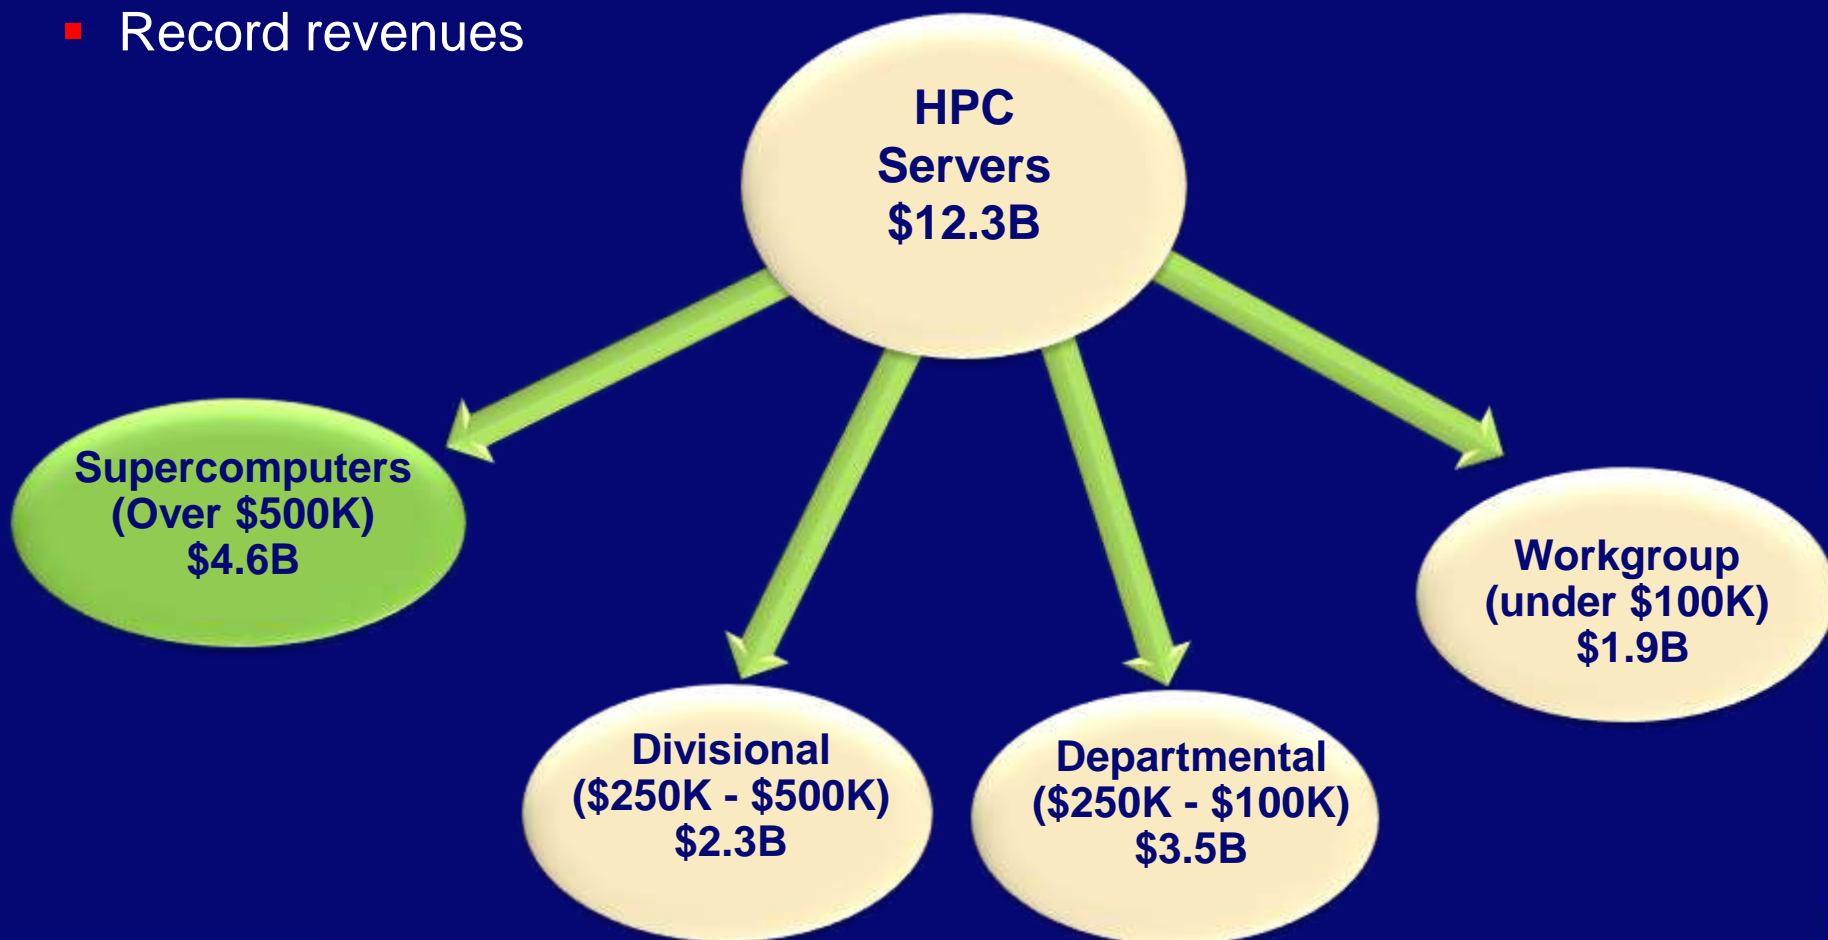 Record revenues
HPC
Servers
$12.3B
Supercomputers
(Over $500K)
$4.6B
Divisional
($250K - $500K)
$2.3B
Departmental
($250K - $100K)
$3.5B
Workgroup
(under $100K)
$1.9B